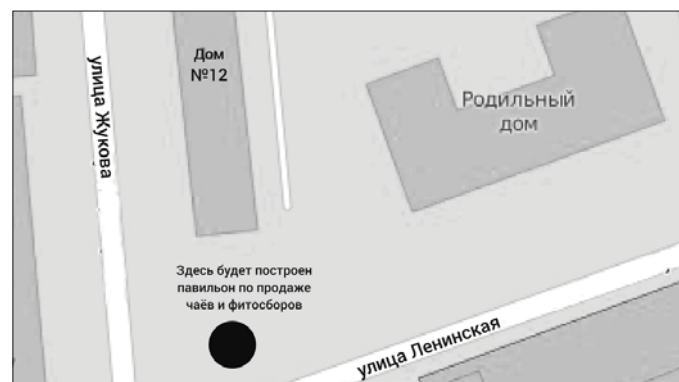 улица Жукова
Дом
№12
Родильный
дом
Здесь будет построен
павильон по продаже
чаёв и фитосборов
улица Ленинская